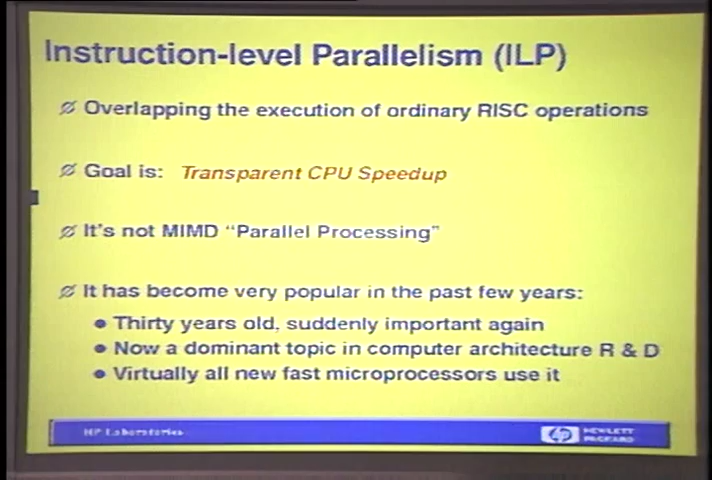 Instruction-level Parallelism (ILP)
Overlapping the execution of ordinary RISC operations
Goal is: Transparent CPU Speedup
It's not MIMD "Parallel Processing"
It has become very popular in the past few years:
Thirty years old, suddenly important again
Now a dominant topic in computer architecture R & D
Virtually all new fast microprocessors use it
HP Laboratories
hp HEWLETT
PACKARD